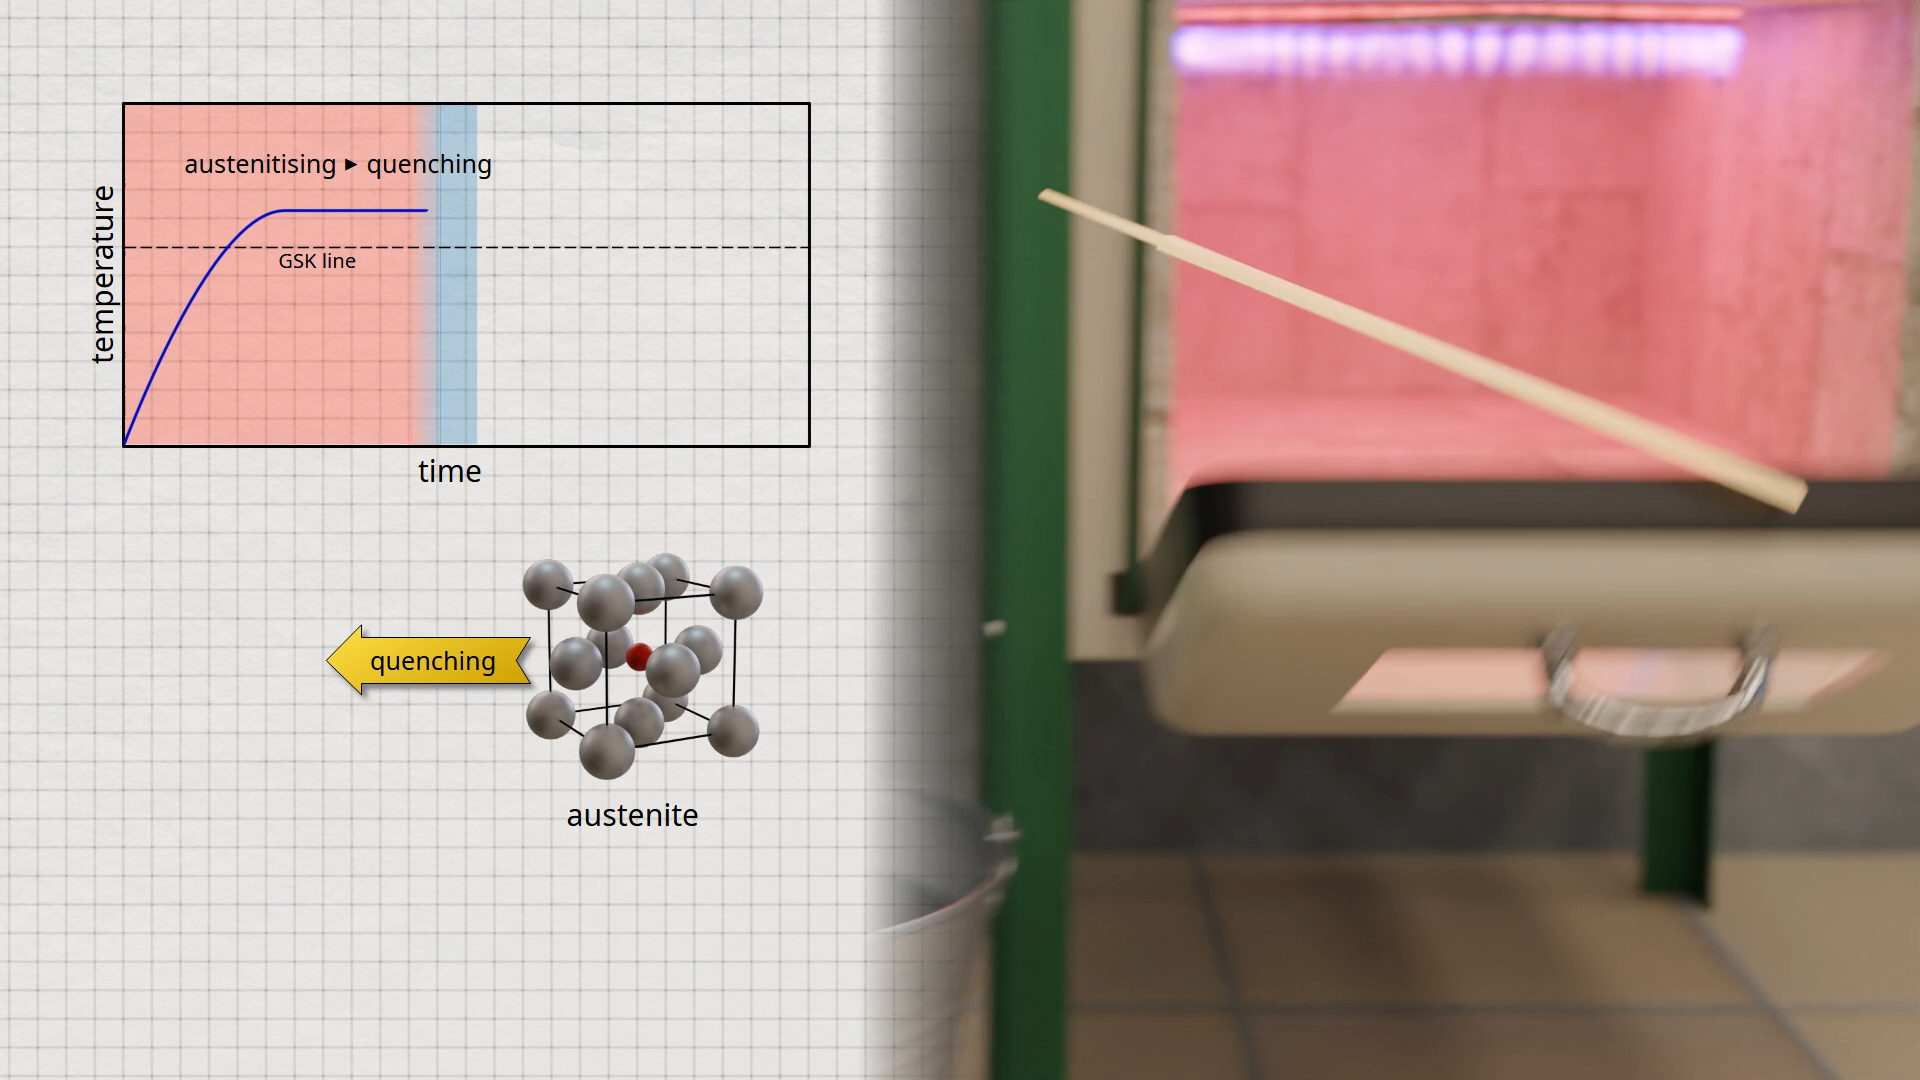 austenitising ► quenching
temperature
GSK line
time
quenching
austenite